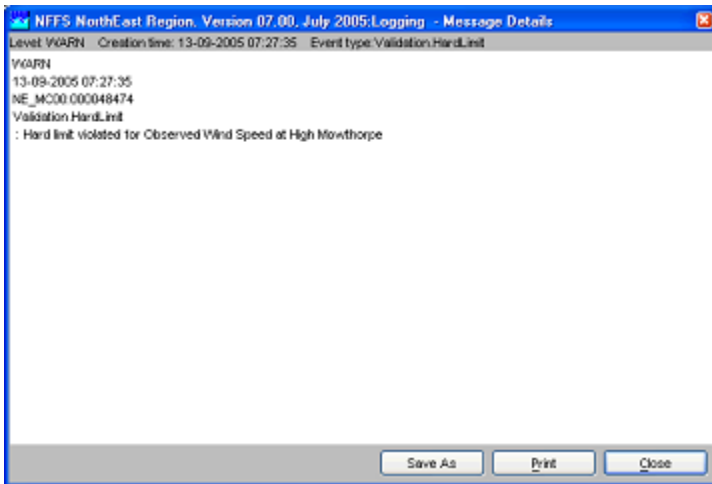 NFFS NorthEast Region. Version 07.00, July 2005:Logging - Message Details
Level: WARN Creation time: 13-09-2005 07:27:35 Event type:Validation.HardLimit
WARN
13-09-2005 07:27:35
NE_MC00:000048474
Validation.HardLimit
: Hard limit violated for Observed Wind Speed at High Mowthorpe
Save As Print Close